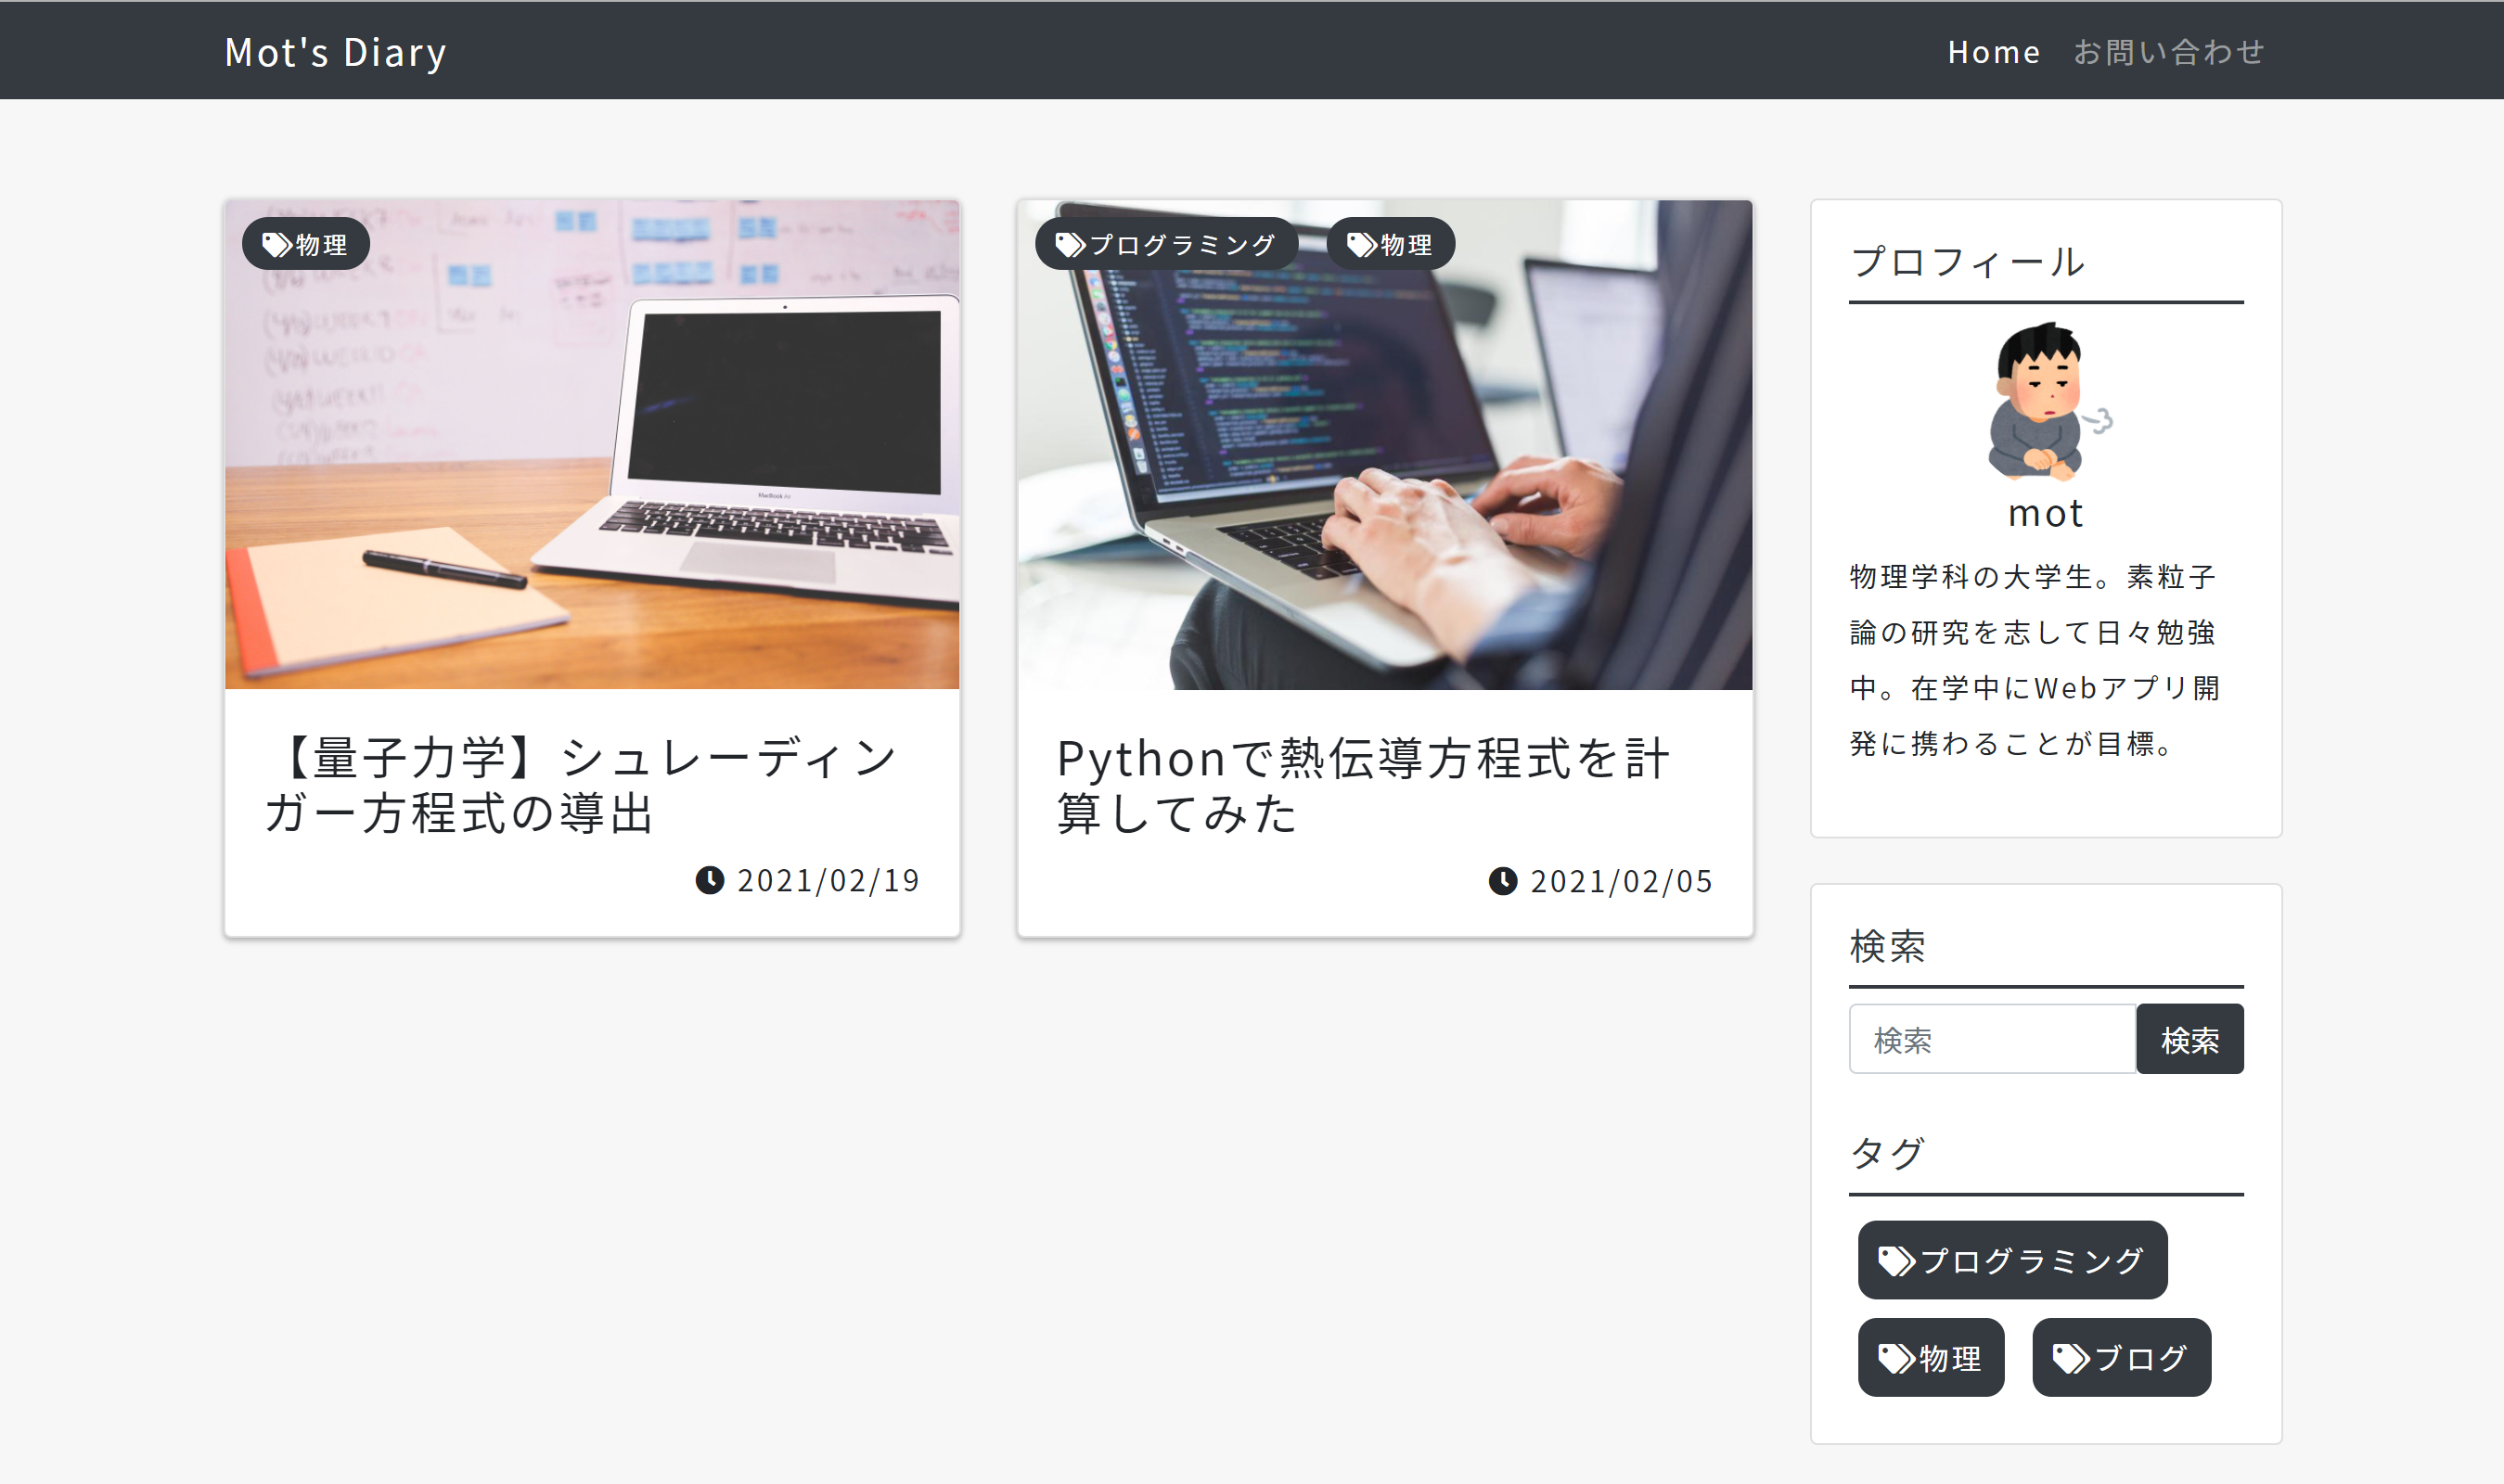 Mot's Diary
Home お問い合わせ
物理
MacBook Air
【量子力学】シュレーディン
ガー方程式の導出
2021/02/19
プログラミング 物理
Pythonで熱伝導方程式を計
算してみた
2021/02/05
プロフィール
mot
物理学科の大学生。素粒子
論の研究を志して日々勉強
中。在学中にWebアプリ開
発に携わることが目標。
検索
検索 検索
タグ
プログラミング
物理 ブログ